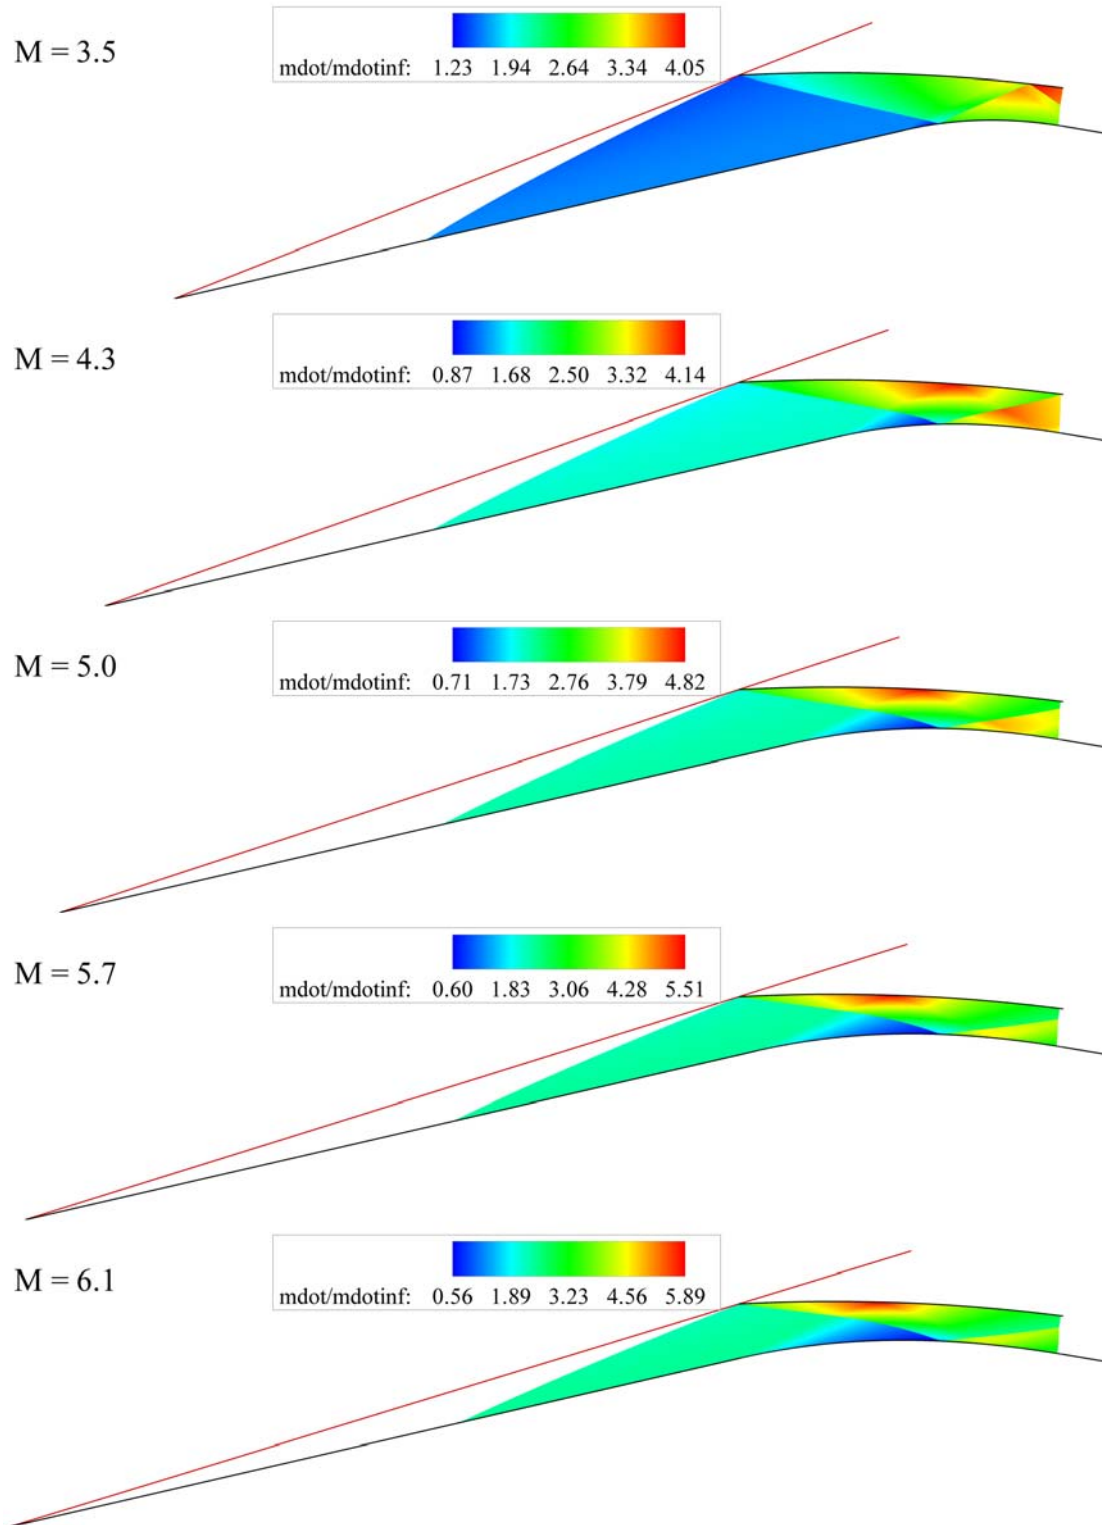 M = 3.5
mdot/mdotinf: 1.23 1.94 2.64 3.34 4.05
M = 4.3
mdot/mdotinf: 0.87 1.68 2.50 3.32 4.14
M = 5.0
mdot/mdotinf: 0.71 1.73 2.76 3.79 4.82
M = 5.7
mdot/mdotinf: 0.60 1.83 3.06 4.28 5.51
M = 6.1
mdot/mdotinf: 0.56 1.89 3.23 4.56 5.89